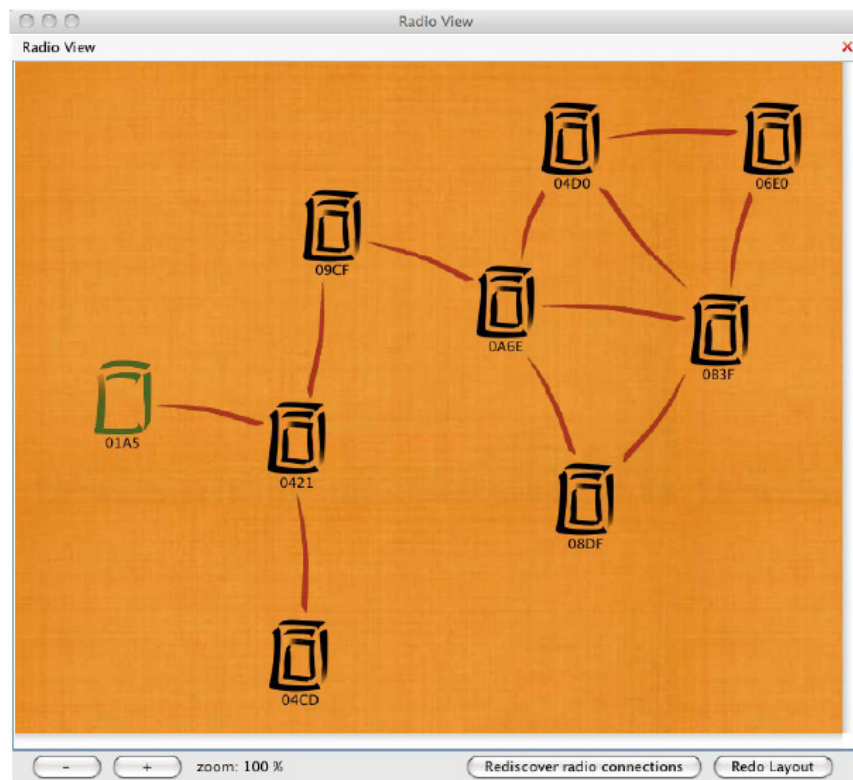 Radio View
Radio View
04D0
06E0
09CF
0A6E
0B3F
01A5
0421
08DF
04CD
- + zoom: 100 % Rediscover radio connections Redo Layout